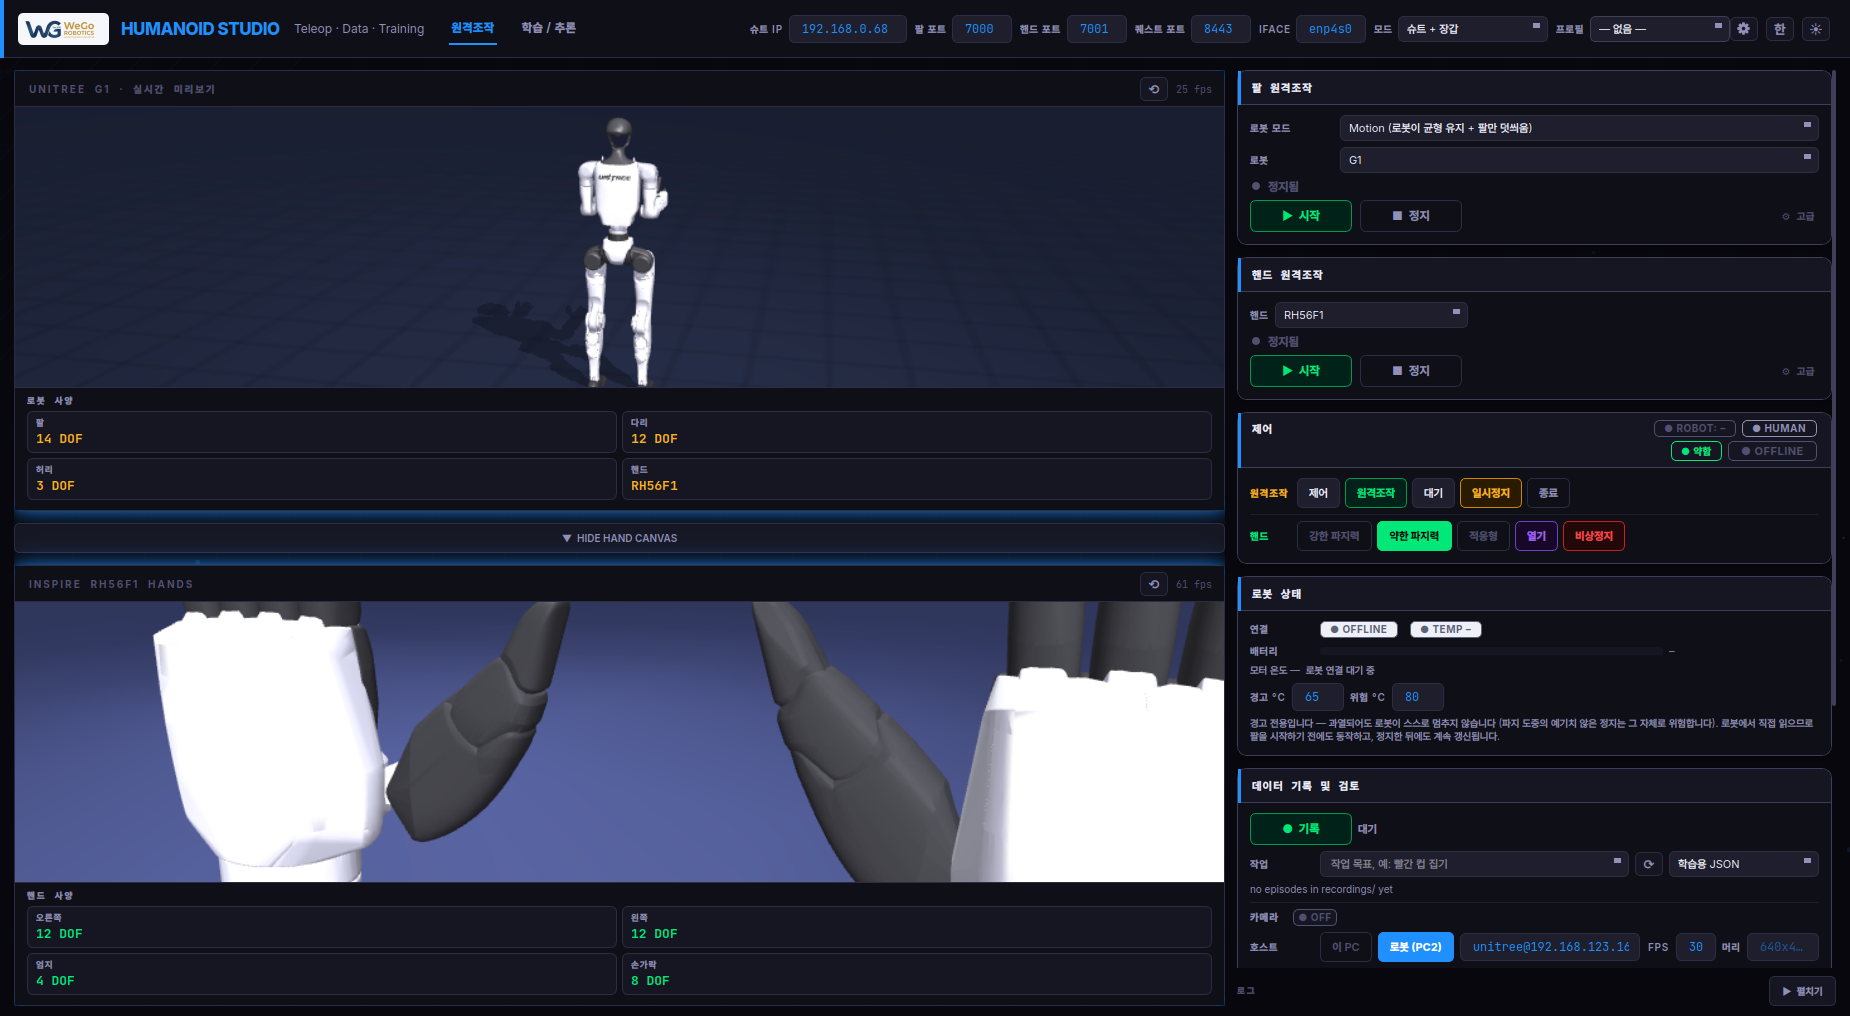 WG WeGo ROBOTICS
HUMANOID STUDIO
Teleop · Data · Training
원격조작
학습 / 추론
슈트 IP 192.168.0.68
팔 포트 7000
핸드 포트 7001
퀘스트 포트 8443
IFACE enp4s0
모드 슈트 + 장갑
프로필 — 없음 —
한
UNITREE G1 · 실시간 미리보기
25 fps
UNITREE
로봇 사양
팔
14 DOF
다리
12 DOF
허리
3 DOF
핸드
RH56F1
▼ HIDE HAND CANVAS
INSPIRE RH56F1 HANDS
61 fps
핸드 사양
오른쪽
12 DOF
왼쪽
12 DOF
엄지
4 DOF
손가락
8 DOF
팔 원격조작
로봇 모드 Motion (로봇이 균형 유지 + 팔만 덧씌움)
로봇 G1
정지됨
▶ 시작
■ 정지
고급
핸드 원격조작
핸드 RH56F1
정지됨
▶ 시작
■ 정지
고급
제어
ROBOT: –
HUMAN
약함
OFFLINE
원격조작 제어 원격조작 대기 일시정지 종료
핸드 강한 파지력 약한 파지력 적응형 열기 비상정지
로봇 상태
연결 OFFLINE TEMP –
배터리 –
모터 온도 — 로봇 연결 대기 중
경고 °C 65 위험 °C 80
경고 전용입니다 — 과열되어도 로봇이 스스로 멈추지 않습니다 (파지 도중의 예기치 않은 정지는 그 자체로 위험합니다). 로봇에서 직접 읽으므로
팔을 시작하기 전에도 동작하고, 정지한 뒤에도 계속 갱신됩니다.
데이터 기록 및 검토
● 기록 대기
작업 작업 목표, 예: 빨간 컵 집기 학습용 JSON
no episodes in recordings/ yet
카메라 OFF
호스트 이 PC 로봇 (PC2) unitree@192.168.123.16 FPS 30 머리 640x4…
로그
▶ 펼치기